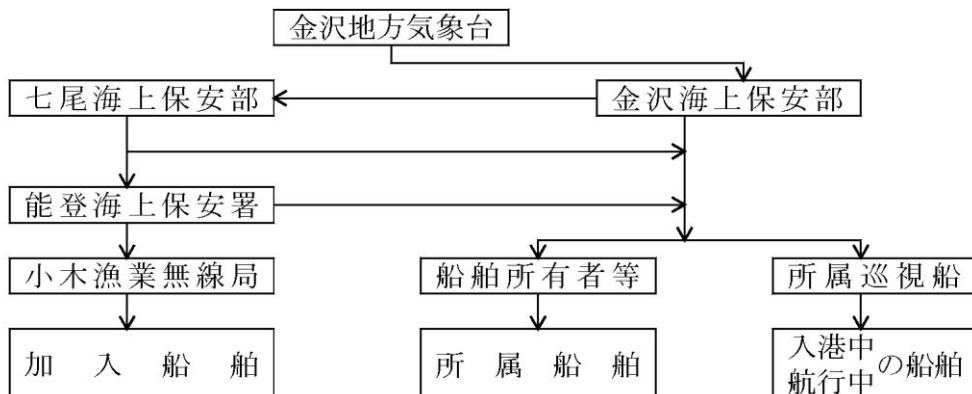 金沢地方気象台
七尾海上保安部
金沢海上保安部
能登海上保安署
小木漁業無線局
船舶所有者等
所属巡視船
加入船舶
所属船舶
入港中
航行中
の船舶